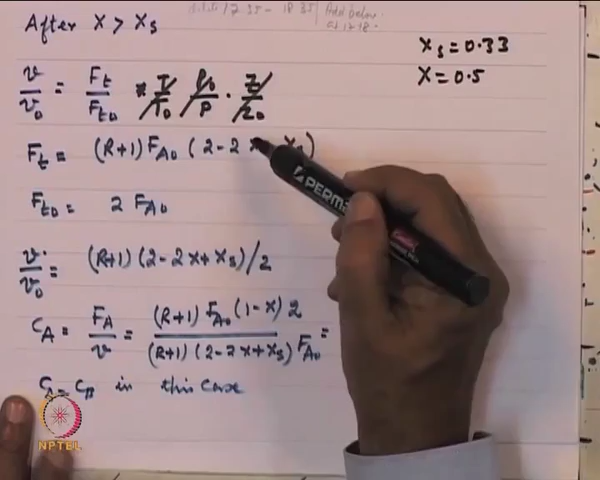 After X > Xs
Xs = 0.33
X = 0.5
v/v₀ = Ft/Ft₀ * T/T₀ P₀/P · Z/Z₀
Ft = (R+1) FA₀ (2-2
Ft₀ = 2 FA₀
v/v₀ = (R+1) (2-2X+Xs)/2
CA = FA/v = (R+1) FA₀ (1-X) 2 / (R+1) (2-2X+Xs) FA₀ =
CA = CB in this case
PERMA
NPTEL